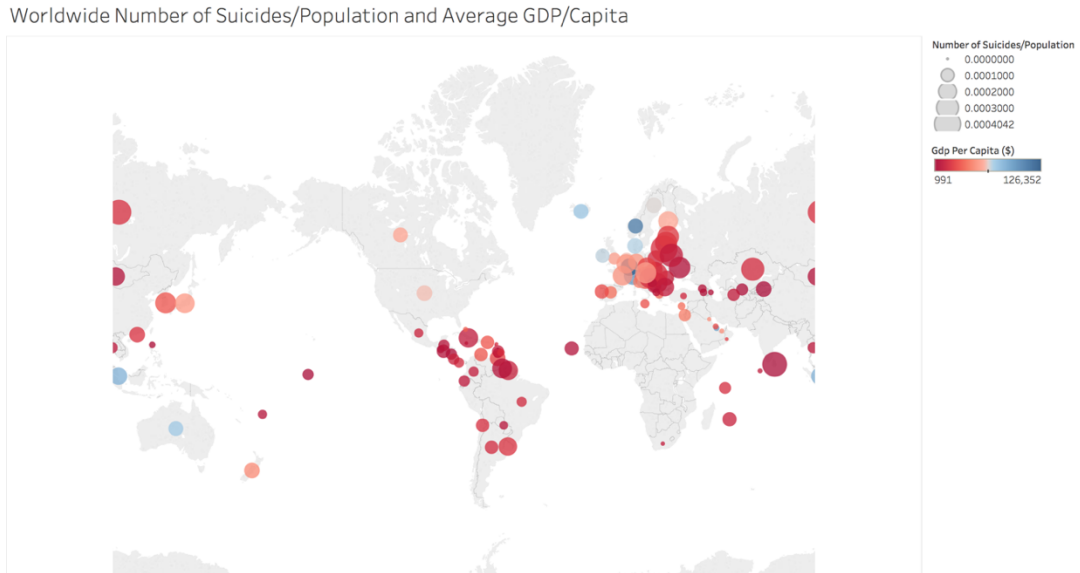 Worldwide Number of Suicides/Population and Average GDP/Capita
Number of Suicides/Population
0.0000000
0.0001000
0.0002000
0.0003000
0.0004042
Gdp Per Capita ($)
991 126,352